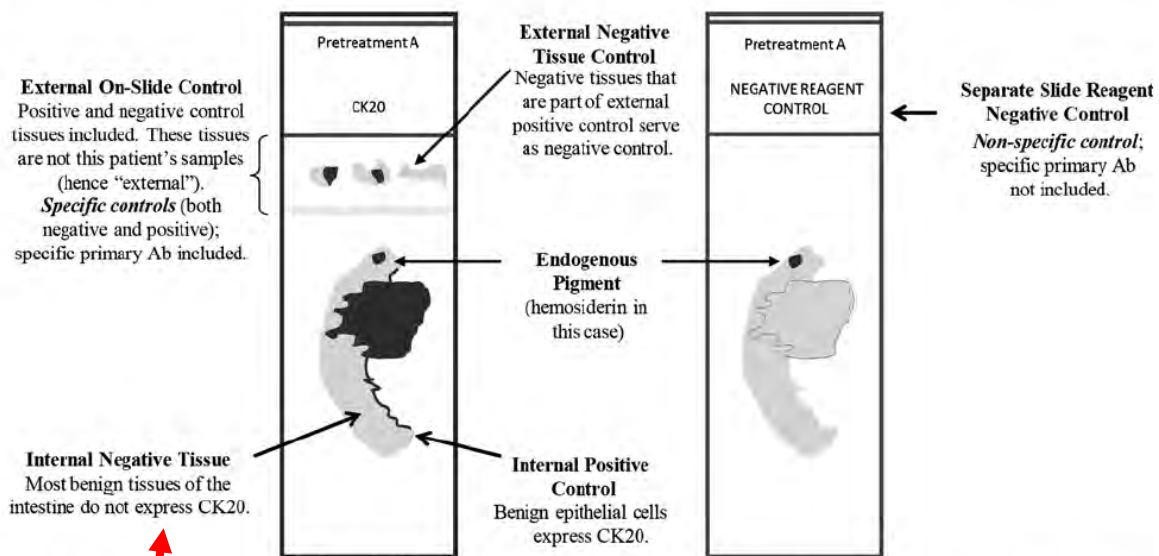 External On-Slide Control
Positive and negative control
tissues included. These tissues
are not this patient's samples
(hence “external”).
Specific controls (both
negative and positive);
specific primary Ab included.
Pretreatment A
CK20
External Negative
Tissue Control
Negative tissues that
are part of external
positive control serve
as negative control.
Pretreatment A
NEGATIVE REAGENT
CONTROL
Separate Slide Reagent
Negative Control
Non-specific control;
specific primary Ab
not included.
Endogenous
Pigment
(hemosiderin in
this case)
Internal Negative Tissue
Most benign tissues of the
intestine do not express CK20.
Internal Positive
Control
Benign epithelial cells
express CK20.